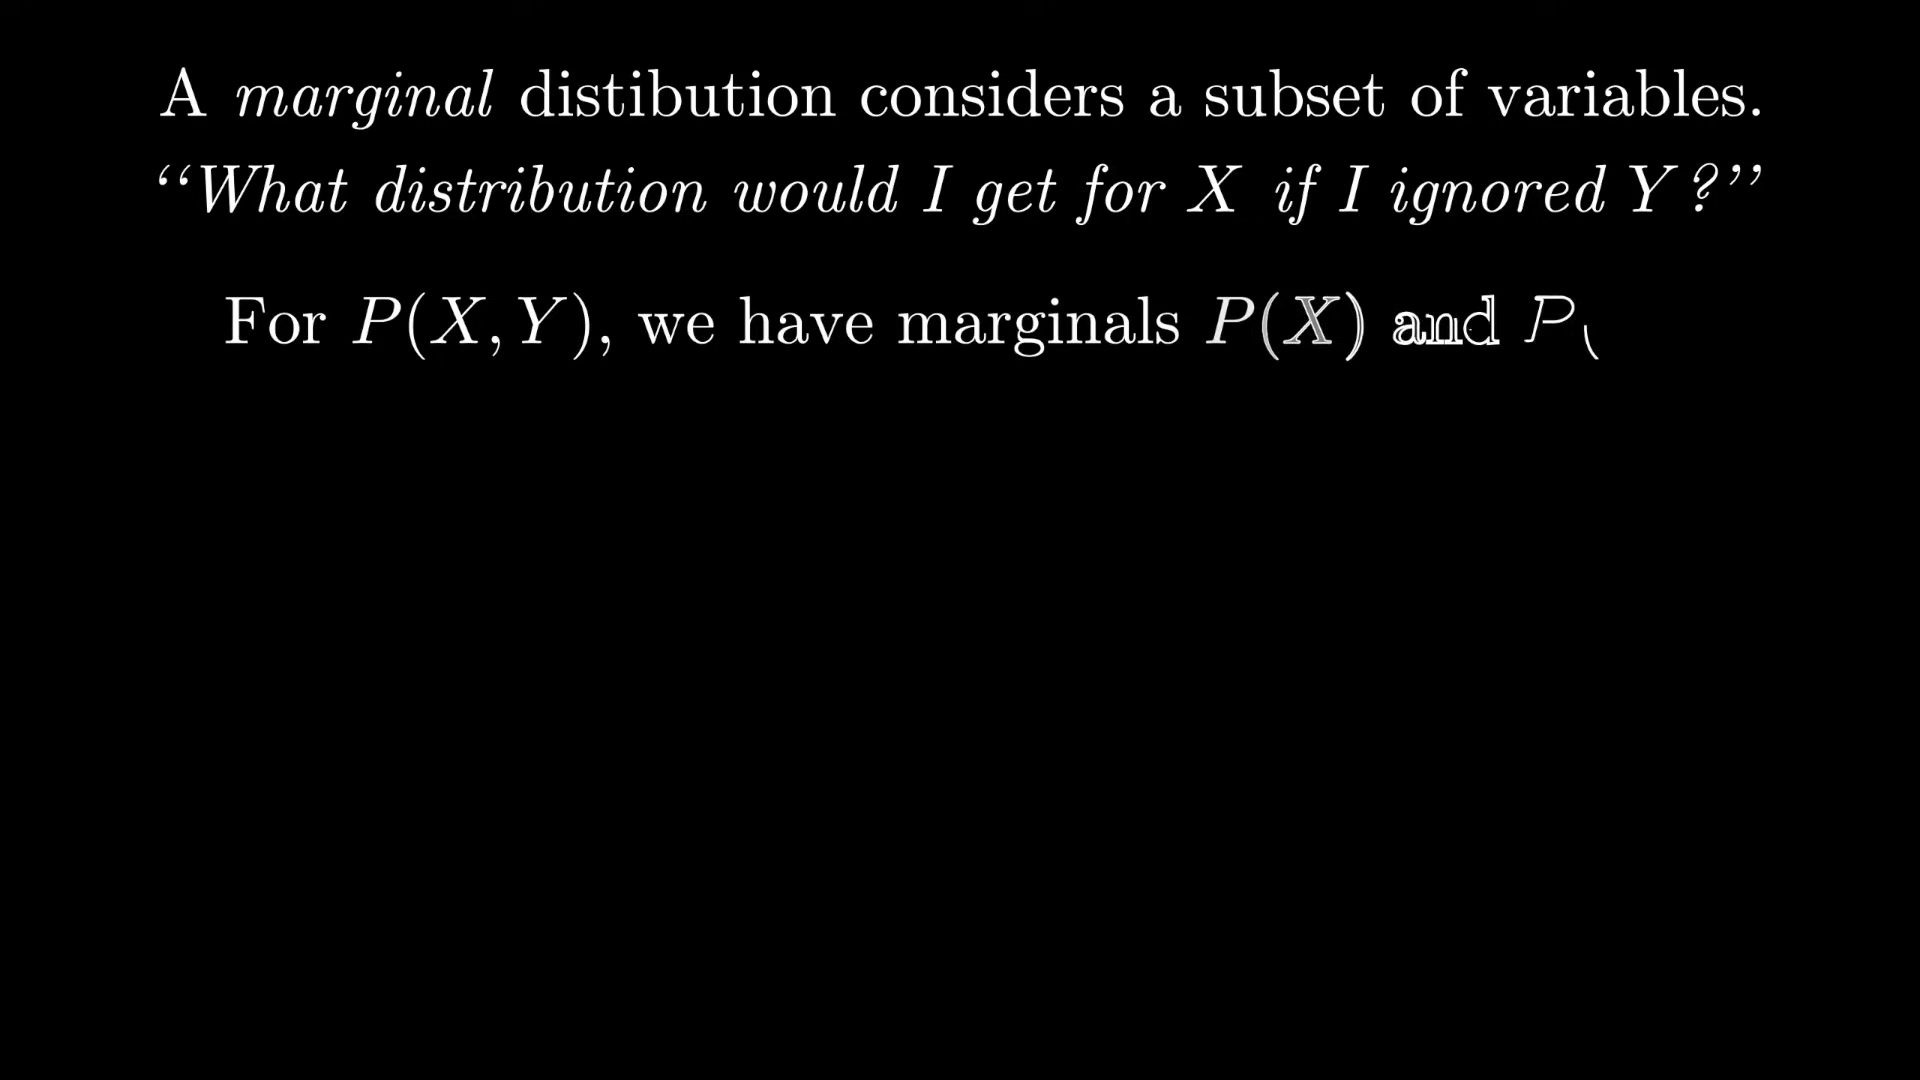 A marginal distibution considers a subset of variables.
“What distribution would I get for X if I ignored Y?”
For P(X, Y), we have marginals P(X) and P(